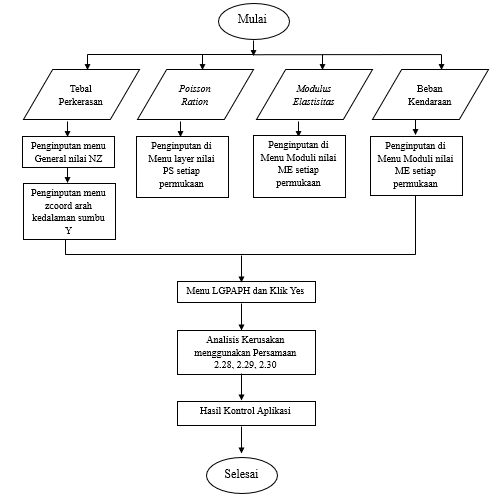 Mulai
Tebal
Perkerasan
Poisson
Ration
Modulus
Elastisitas
Beban
Kendaraan
Penginputan menu
General nilai NZ
Penginputan di
Menu layer nilai
PS setiap
permukaan
Penginputan di
Menu Moduli nilai
ME setiap
permukaan
Penginputan di
Menu Moduli nilai
ME setiap
permukaan
Penginputan menu
zcoord arah
kedalaman sumbu
Y
Menu LGPAPH dan Klik Yes
Analisis Kerusakan
menggunakan Persamaan
2.28, 2.29, 2.30
Hasil Kontrol Aplikasi
Selesai